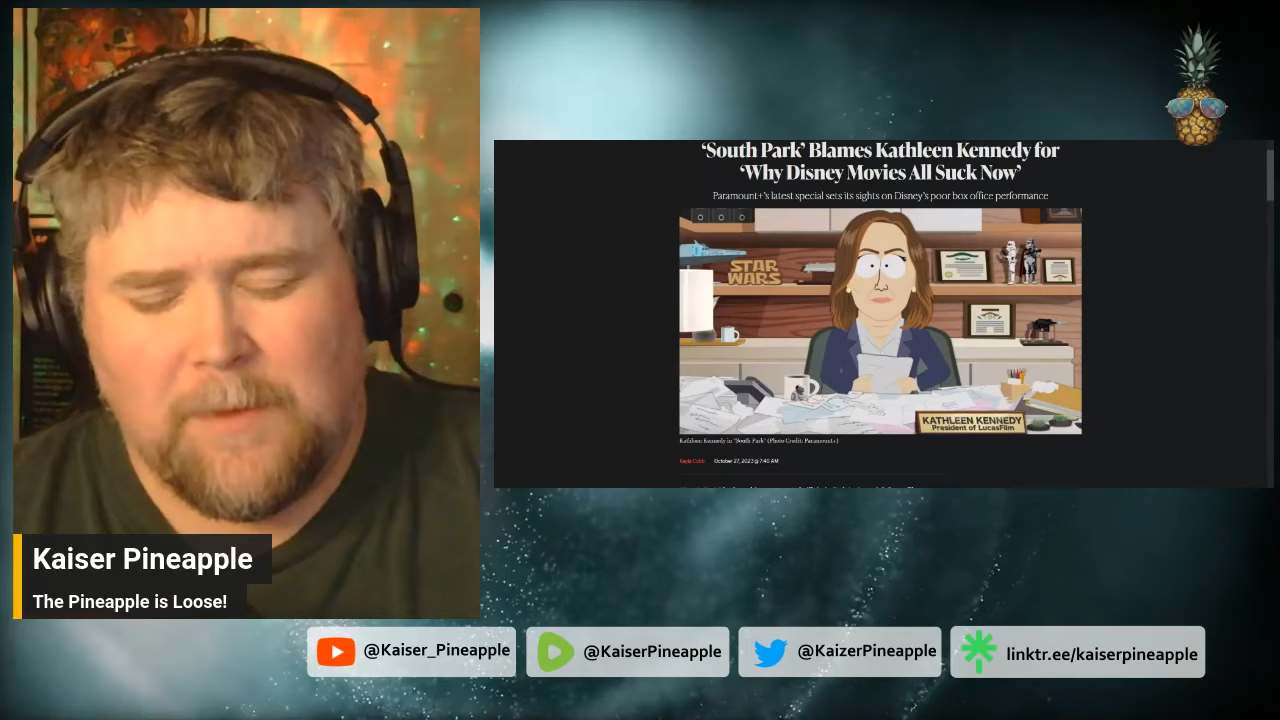 ‘South Park’ Blames Kathleen Kennedy for
‘Why Disney Movies All Suck Now’
Paramount+’s latest special sets its sights on Disney’s poor box office performance
STAR
WARS
KATHLEEN KENNEDY
President of LucasFilm
Kathleen Kennedy in "South Park" (Photo Credit: Paramount+)
Kayla Cobb October 27, 2023 @ 7:40 AM
Kaiser Pineapple
The Pineapple is Loose!
@Kaiser_Pineapple
@KaiserPineapple
@KaizerPineapple
linktr.ee/kaiserpineapple